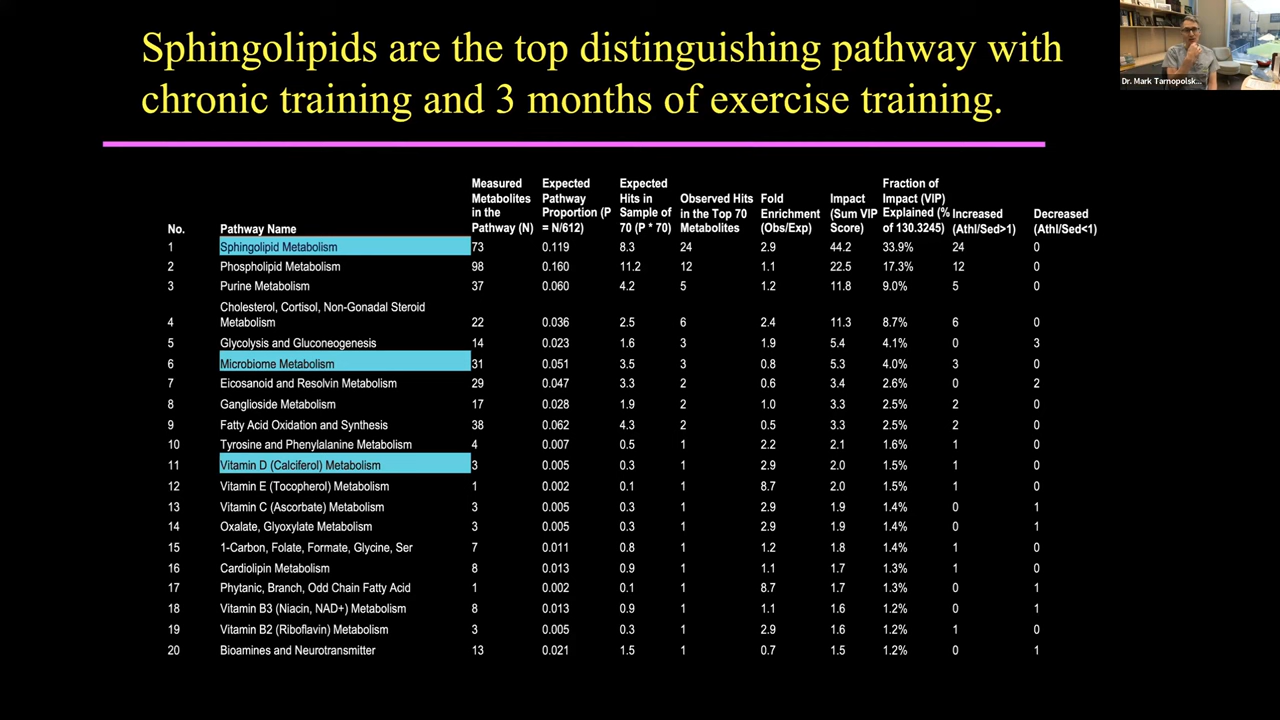 Sphingolipids are the top distinguishing pathway with
chronic training and 3 months of exercise training.
Dr. Mark Tarnopolsk...
No. Pathway Name Measured Metabolites in the Pathway (N) Expected Pathway Proportion (P = N/612) Expected Hits in Sample of 70 (P * 70) Observed Hits in the Top 70 Metabolites Fold Enrichment (Obs/Exp) Impact (Sum VIP Score) Fraction of Impact (VIP) Explained (% of 130.3245) Increased (Athl/Sed>1) Decreased (Athl/Sed<1)
1 Sphingolipid Metabolism 73 0.119 8.3 24 2.9 44.2 33.9% 24 0
2 Phospholipid Metabolism 98 0.160 11.2 12 1.1 22.5 17.3% 12 0
3 Purine Metabolism 37 0.060 4.2 5 1.2 11.8 9.0% 5 0
4 Cholesterol, Cortisol, Non-Gonadal Steroid Metabolism 22 0.036 2.5 6 2.4 11.3 8.7% 6 0
5 Glycolysis and Gluconeogenesis 14 0.023 1.6 3 1.9 5.4 4.1% 0 3
6 Microbiome Metabolism 31 0.051 3.5 3 0.8 5.3 4.0% 3 0
7 Eicosanoid and Resolvin Metabolism 29 0.047 3.3 2 0.6 3.4 2.6% 0 2
8 Ganglioside Metabolism 17 0.028 1.9 2 1.0 3.3 2.5% 2 0
9 Fatty Acid Oxidation and Synthesis 38 0.062 4.3 2 0.5 3.3 2.5% 2 0
10 Tyrosine and Phenylalanine Metabolism 4 0.007 0.5 1 2.2 2.1 1.6% 1 0
11 Vitamin D (Calciferol) Metabolism 3 0.005 0.3 1 2.9 2.0 1.5% 1 0
12 Vitamin E (Tocopherol) Metabolism 1 0.002 0.1 1 8.7 2.0 1.5% 1 0
13 Vitamin C (Ascorbate) Metabolism 3 0.005 0.3 1 2.9 1.9 1.4% 0 1
14 Oxalate, Glyoxylate Metabolism 3 0.005 0.3 1 2.9 1.9 1.4% 0 1
15 1-Carbon, Folate, Formate, Glycine, Ser 7 0.011 0.8 1 1.2 1.8 1.4% 1 0
16 Cardiolipin Metabolism 8 0.013 0.9 1 1.1 1.7 1.3% 1 0
17 Phytanic, Branch, Odd Chain Fatty Acid 1 0.002 0.1 1 8.7 1.7 1.3% 0 1
18 Vitamin B3 (Niacin, NAD+) Metabolism 8 0.013 0.9 1 1.1 1.6 1.2% 0 1
19 Vitamin B2 (Riboflavin) Metabolism 3 0.005 0.3 1 2.9 1.6 1.2% 1 0
20 Bioamines and Neurotransmitter 13 0.021 1.5 1 0.7 1.5 1.2% 0 1